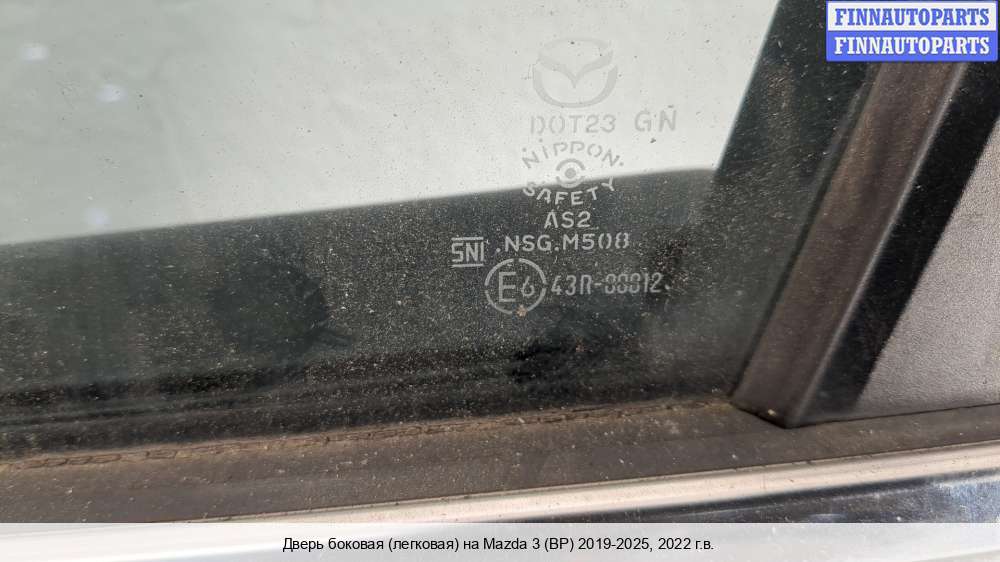 FINNAUTOPARTS
FINNAUTOPARTS
DOT23 GN
NIPPON
SAFETY
AS2
SNI NSG.M508
E6 43R-00012
Дверь боковая (легковая) на Mazda 3 (BP) 2019-2025, 2022 г.в.